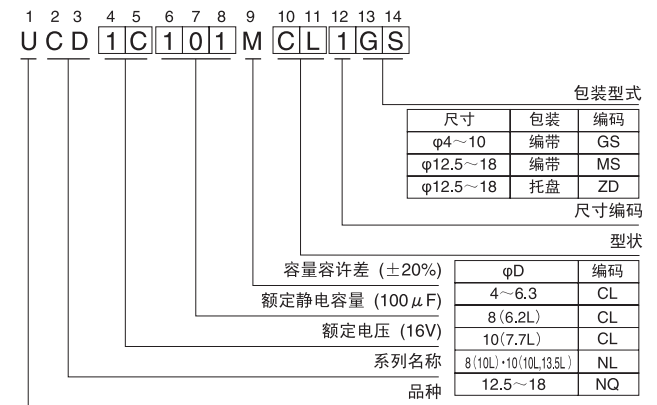 1 2 3 4 5 6 7 8 9 10 11 12 13 14
U C D 1 C 1 0 1 M C L 1 G S
包装型式
尺寸 包装 编码
φ4～10 编带 GS
φ12.5～18 编带 MS
φ12.5～18 托盘 ZD
尺寸编码
型状
φD 编码
4～6.3 CL
8(6.2L) CL
10(7.7L) CL
8(10L)・10(10L,13.5L) NL
12.5～18 NQ
容量容许差 (±20%)
额定静电容量 (100μF)
额定电压 (16V)
系列名称
品种